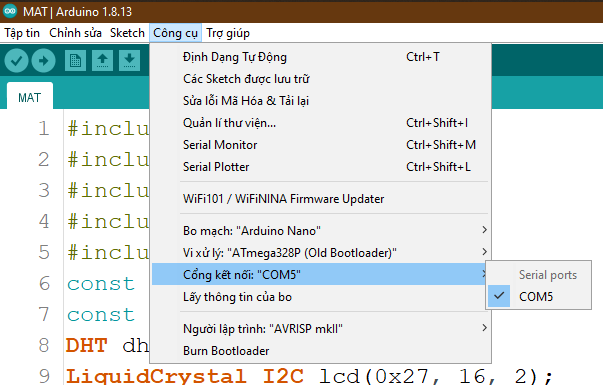 MAT | Arduino 1.8.13
Tập tin Chỉnh sửa Sketch Công cụ Trợ giúp
Định Dạng Tự Động Ctrl+T
Các Sketch được lưu trữ
Sửa lỗi Mã Hóa & Tải lại
Quản lí thư viện... Ctrl+Shift+I
Serial Monitor Ctrl+Shift+M
Serial Plotter Ctrl+Shift+L
WiFi101 / WiFiNINA Firmware Updater
Bo mạch: "Arduino Nano"
Vi xử lý: "ATmega328P (Old Bootloader)"
Cổng kết nối: "COM5"
Serial ports
COM5
Lấy thông tin của bo
Người lập trình: "AVRISP mkII"
Burn Bootloader
MAT
1 #inclu
2 #inclu
3 #inclu
4 #inclu
5 #inclu
6 const
7 const
8 DHT dh
9 LiquidCrystal_I2C lcd(0x27, 16, 2);